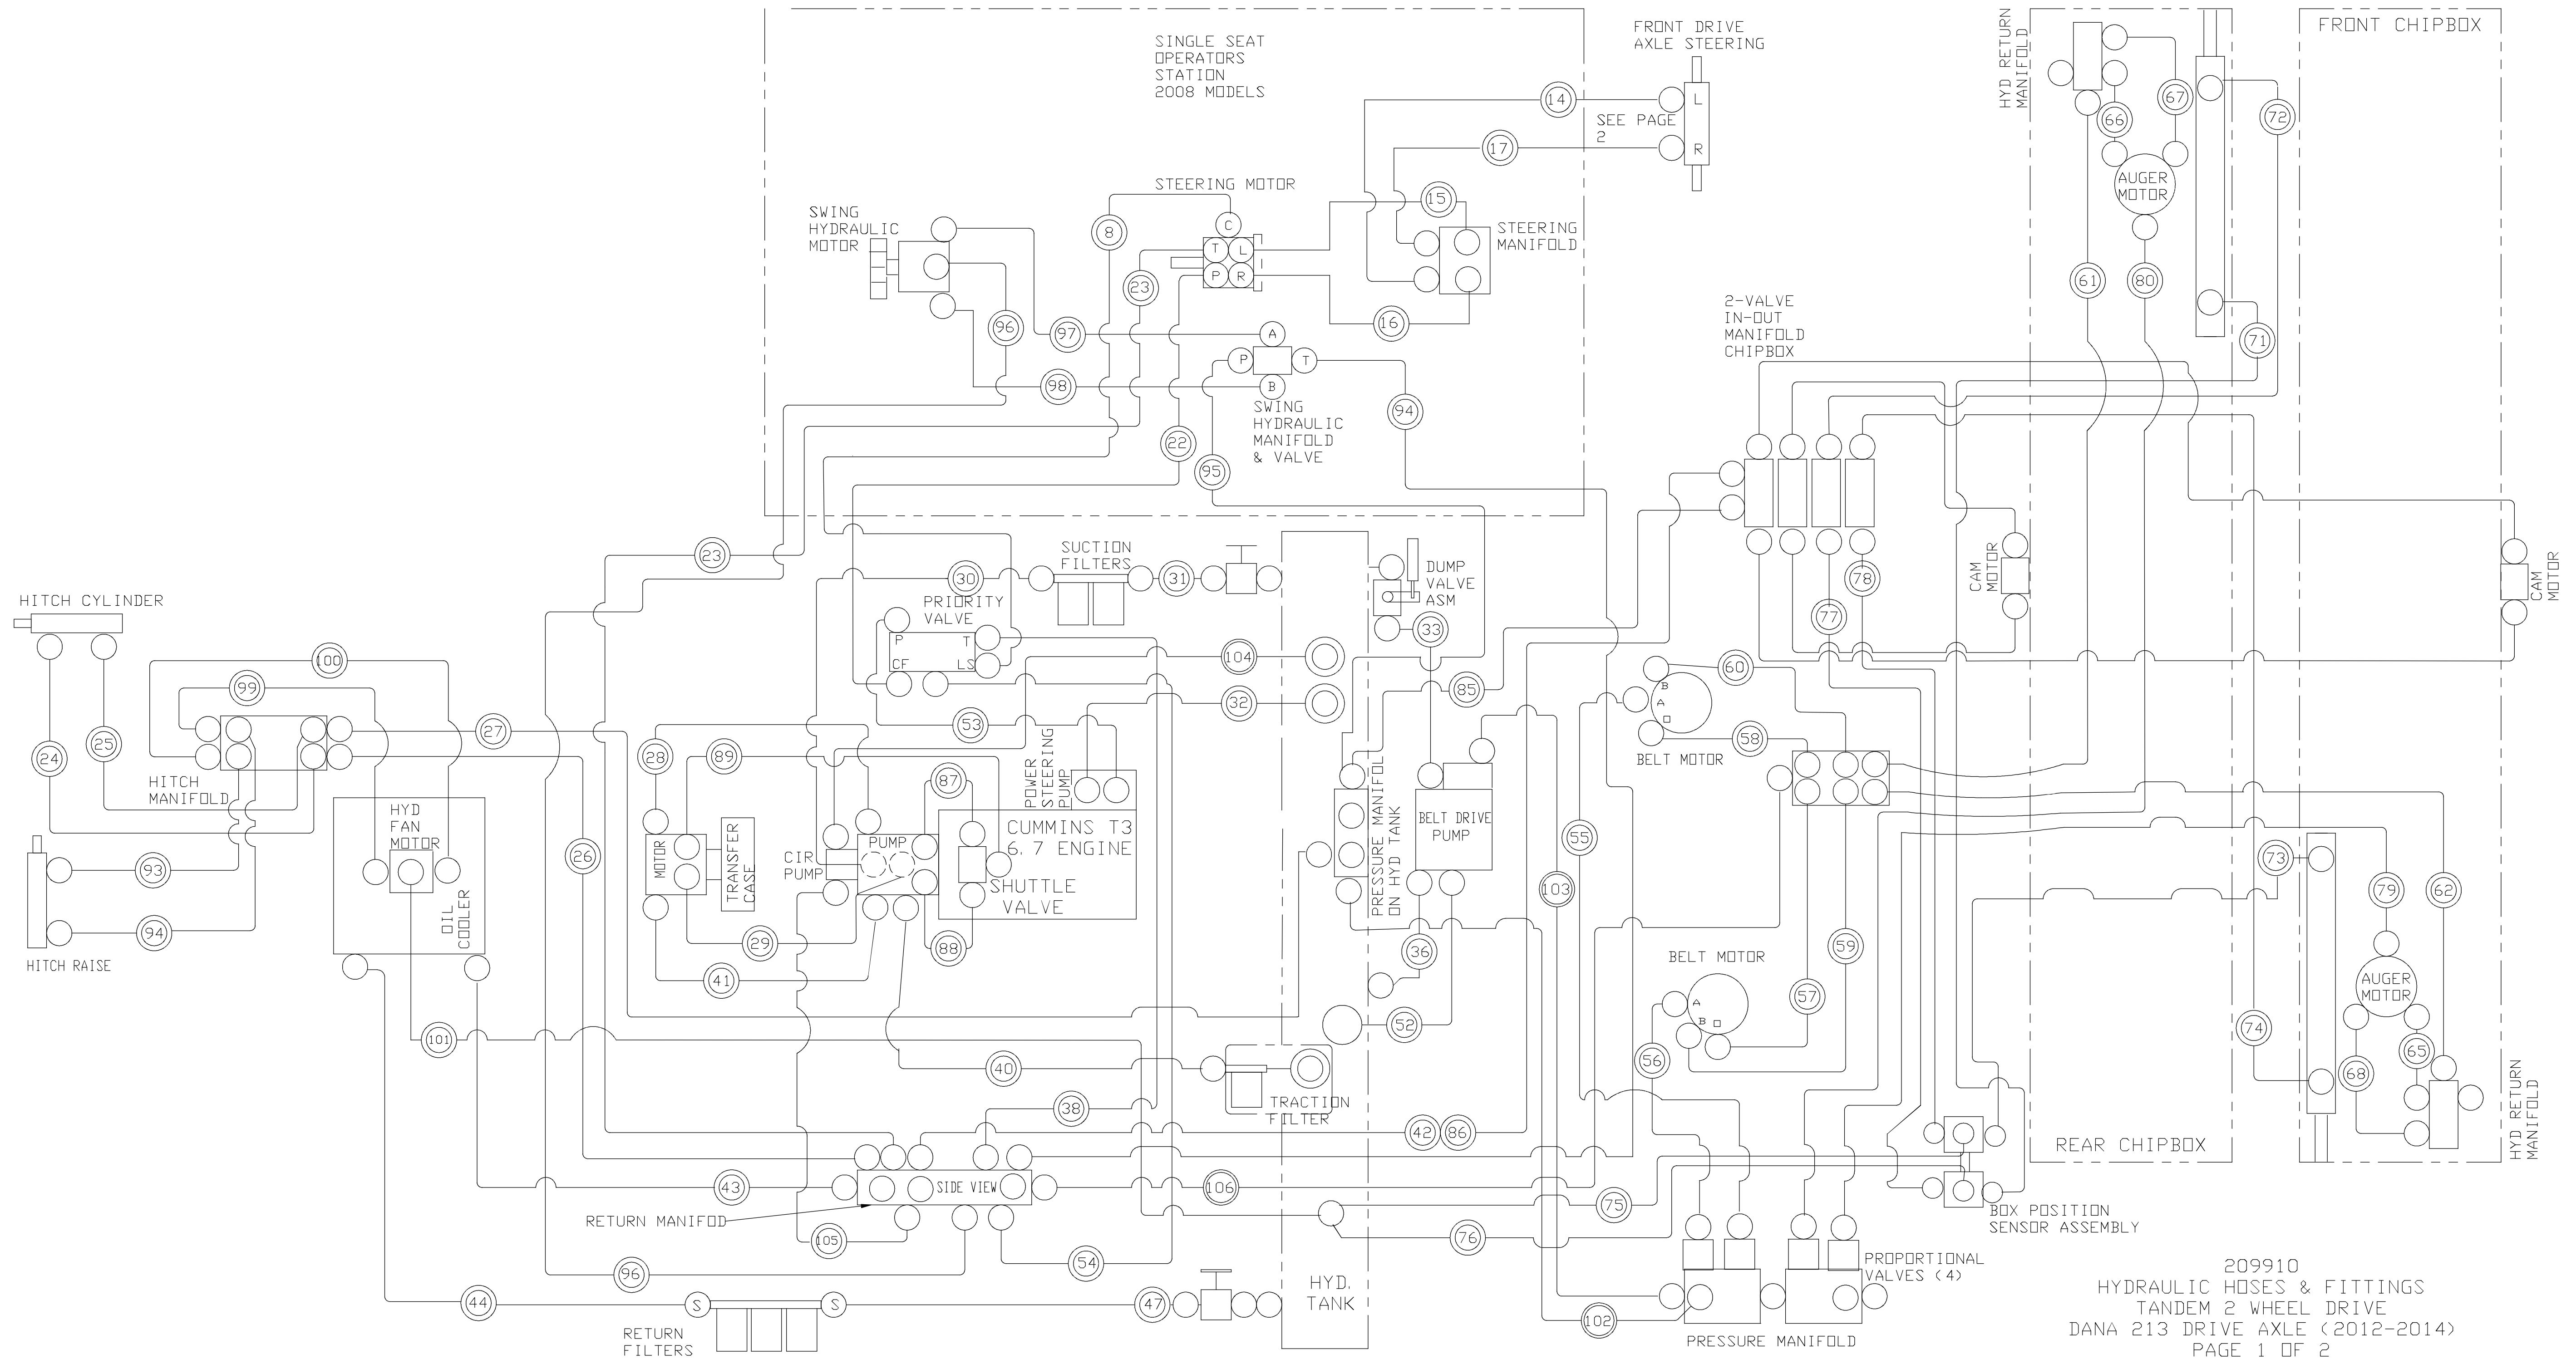 SINGLE SEAT
OPERATORS
STATION
2008 MODELS
FRONT DRIVE
AXLE STEERING
L
R
SEE PAGE
2
14
17
STEERING MOTOR
C
T
L
P
R
8
23
15
16
STEERING
MANIFOLD
SWING
HYDRAULIC
MOTOR
96
97
98
A
P
T
B
22
95
94
SWING
HYDRAULIC
MANIFOLD
& VALVE
HYD RETURN
MANIFOLD
66
67
AUGER
MOTOR
61
80
72
71
FRONT CHIPBOX
2-VALVE
IN-OUT
MANIFOLD
CHIPBOX
78
77
CAM
MOTOR
CAM
MOTOR
23
30
SUCTION
FILTERS
31
DUMP
VALVE
ASM
33
PRIORITY
VALVE
P
T
CF
LS
104
32
53
85
HITCH CYLINDER
100
99
24
25
27
HITCH
MANIFOLD
93
94
HITCH RAISE
HYD
FAN
MOTOR
OIL
COOLER
26
28
89
87
MOTOR
TRANSFER
CASE
CIR
PUMP
PUMP
POWER
STEERING
PUMP
CUMMINS T3
6.7 ENGINE
SHUTTLE
VALVE
29
88
41
PRESSURE MANIFOL
ON HYD TANK
BELT DRIVE
PUMP
36
52
103
B
A
60
58
BELT MOTOR
55
57
59
BELT MOTOR
A
B
56
73
79
62
AUGER
MOTOR
74
68
65
HYD RETURN
MANIFOLD
REAR CHIPBOX
101
40
38
TRACTION
FILTER
42
86
43
SIDE VIEW
106
RETURN MANIFOD
105
54
96
44
S
S
47
RETURN
FILTERS
HYD.
TANK
75
76
102
PROPORTIONAL
VALVES (4)
PRESSURE MANIFOLD
BOX POSITION
SENSOR ASSEMBLY
209910
HYDRAULIC HOSES & FITTINGS
TANDEM 2 WHEEL DRIVE
DANA 213 DRIVE AXLE (2012-2014)
PAGE 1 OF 2